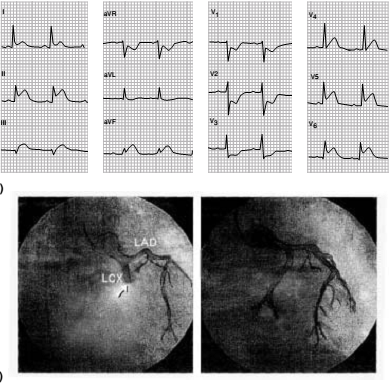 I aVR V1 V4
II aVL V2 V5
III aVF V3 V6
)
LAD
LCX
)